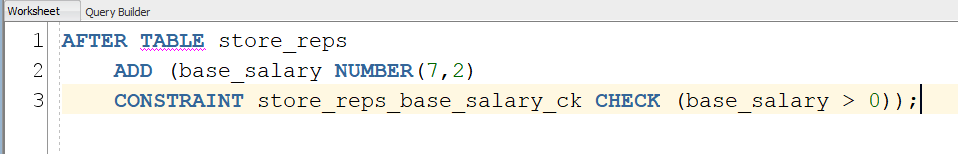 Worksheet Query Builder
1 AFTER TABLE store_reps
2 ADD (base_salary NUMBER(7,2)
3 CONSTRAINT store_reps_base_salary_ck CHECK (base_salary > 0));